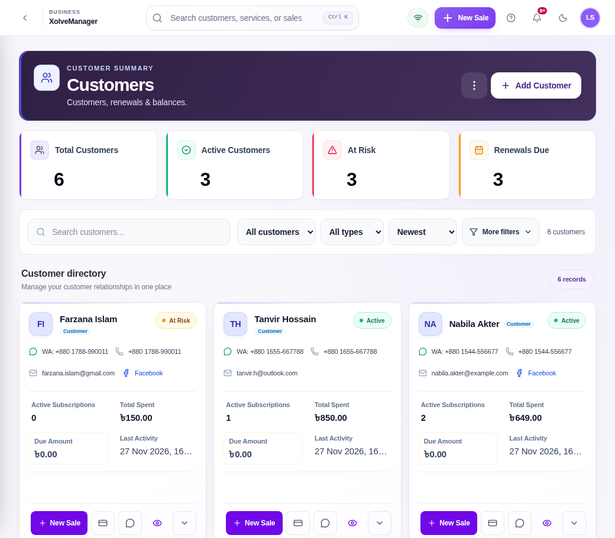 BUSINESS
XolveManager
Search customers, services, or sales
Ctrl K
New Sale
9+
LS
CUSTOMER SUMMARY
Customers
Customers, renewals & balances.
Add Customer
Total Customers
6
Active Customers
3
At Risk
3
Renewals Due
3
Search customers...
All customers
All types
Newest
More filters
6 customers
Customer directory
Manage your customer relationships in one place
6 records
FI
Farzana Islam
Customer
At Risk
WA: +880 1788-990011
+880 1788-990011
farzana.islam@gmail.com
Facebook
Active Subscriptions
0
Total Spent
৳150.00
Due Amount
৳0.00
Last Activity
27 Nov 2026, 16…
New Sale
TH
Tanvir Hossain
Customer
Active
WA: +880 1655-667788
+880 1655-667788
tanvir.h@outlook.com
Active Subscriptions
1
Total Spent
৳850.00
Due Amount
৳0.00
Last Activity
27 Nov 2026, 16…
New Sale
NA
Nabila Akter
Customer
Active
WA: +880 1544-556677
+880 1544-556677
nabila.akter@example.com
Facebook
Active Subscriptions
2
Total Spent
৳649.00
Due Amount
৳0.00
Last Activity
27 Nov 2026, 16…
New Sale